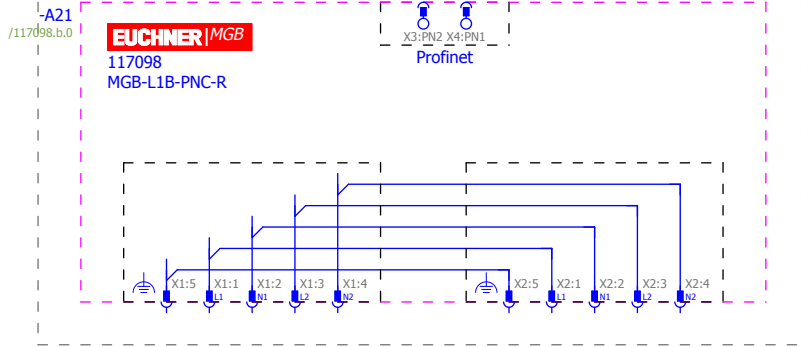 -A21
/117098.b.0
EUCHNER MGB
117098
MGB-L1B-PNC-R
X3:PN2 X4:PN1
Profinet
X1:5 X1:1 X1:2 X1:3 X1:4 X2:5 X2:1 X2:2 X2:3 X2:4
L1 N1 L2 N2 L1 N1 L2 N2